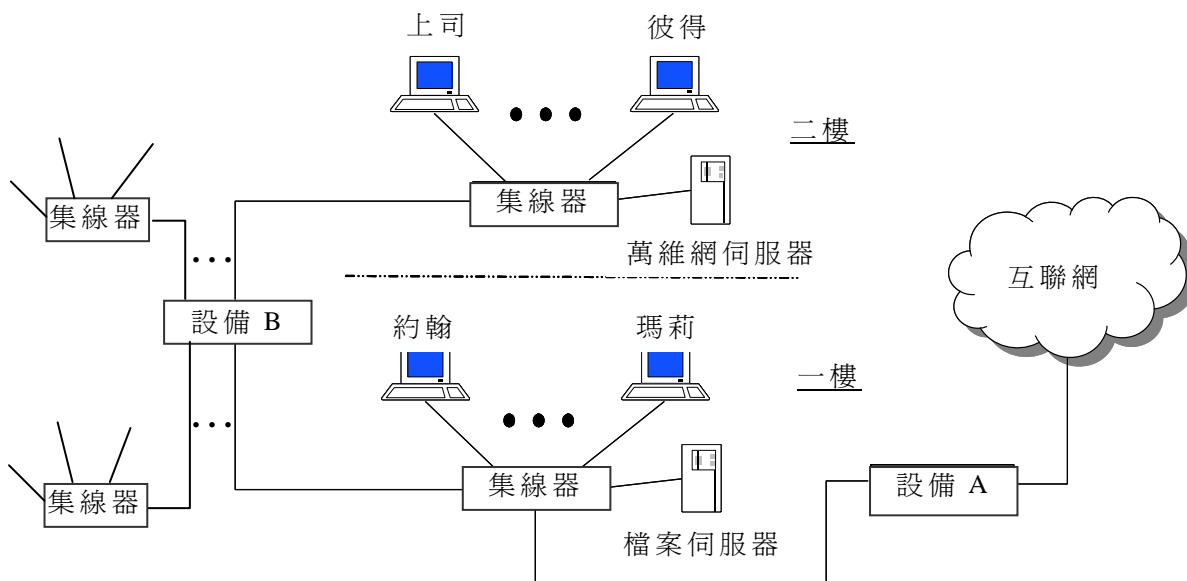 上司
彼得
二樓
集線器
集線器
萬維網伺服器
互聯網
設備 B
約翰
瑪莉
一樓
集線器
集線器
設備 A
檔案伺服器